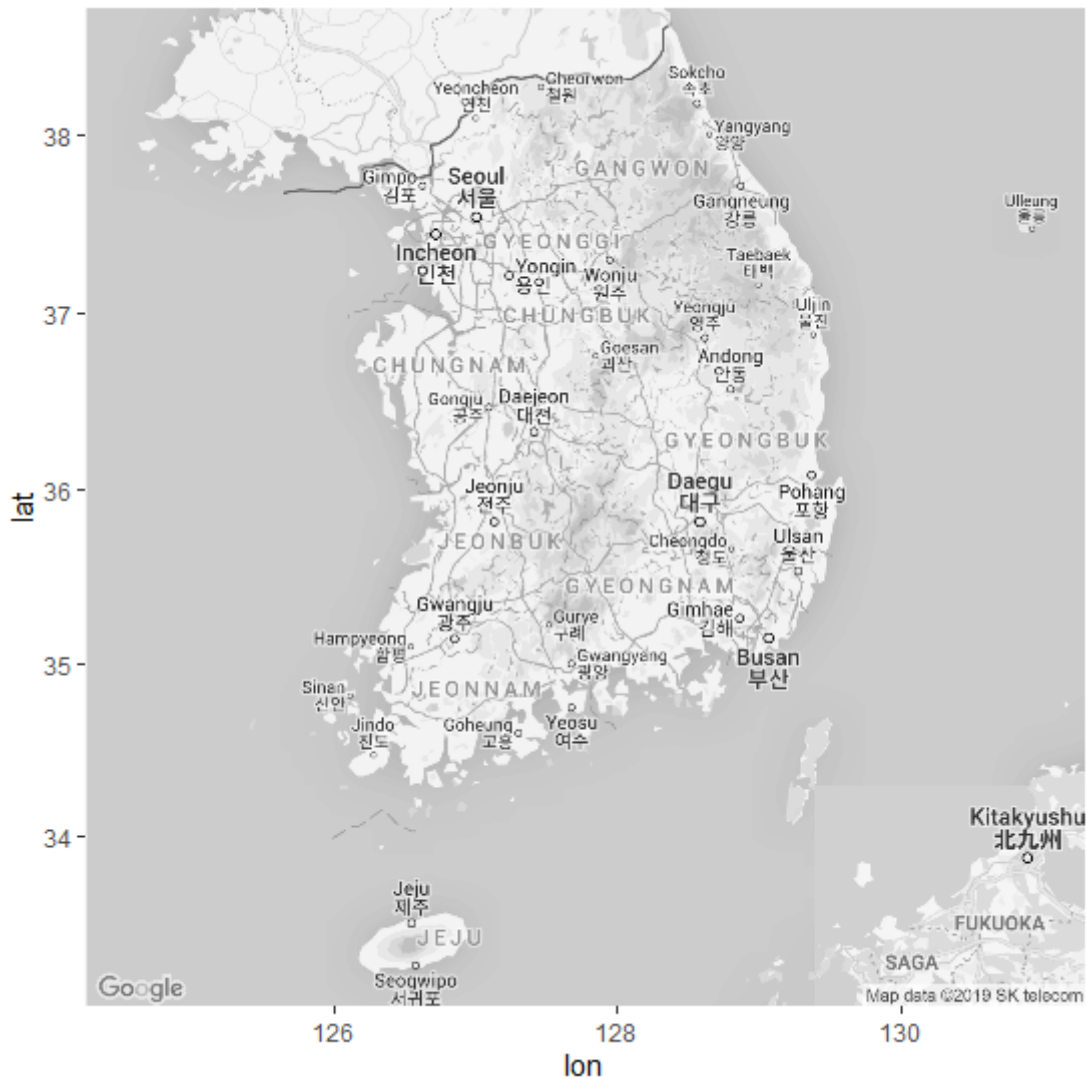 Cheorwon
철원
Sokcho
속초
Yeoncheon
연천
Yangyang
양양
38
GANGWON
Gimpo
김포
Seoul
서울
Gangneung
강릉
Ulleung
울릉
Incheon
인천
GYEONGGI
Yongin
용인
Wonju
원주
Taebaek
태백
37
CHUNGBUK
Yeongju
영주
Uljin
울진
Goesan
괴산
Andong
안동
CHUNGNAM
Gongju
공주
Daejeon
대전
GYEONGBUK
36
lat
Jeonju
전주
Daegu
대구
Pohang
포항
JEONBUK
Cheongdo
청도
Ulsan
울산
GYEONGNAM
Gwangju
광주
Gurye
구례
Gimhae
김해
Hampyeong
함평
35
Gwangyang
광양
Busan
부산
Sinan
신안
JEONNAM
Jindo
진도
Goheung
고흥
Yeosu
여수
34
Kitakyushu
北九州
Jeju
제주
JEJU
FUKUOKA
SAGA
Seogwipo
서귀포
Google
Map data ©2019 SK telecom
126
128
130
lon